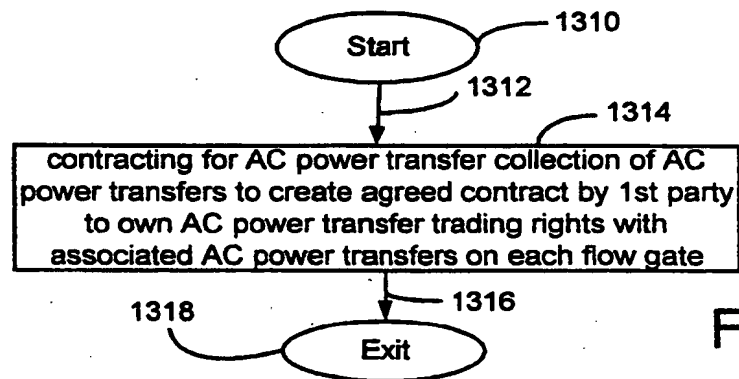 Start
1310
1312
1314
contracting for AC power transfer collection of AC
power transfers to create agreed contract by 1st party
to own AC power transfer trading rights with
associated AC power transfers on each flow gate
1316
1318
Exit
F